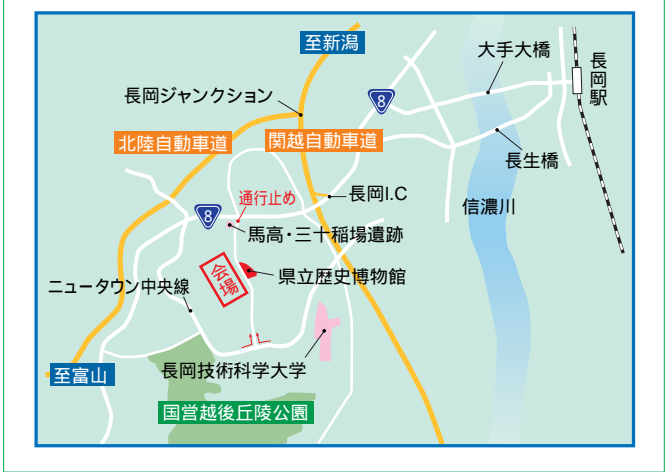 至新潟
大手大橋
長岡駅
長岡ジャンクション
8
北陸自動車道
関越自動車道
長生橋
通行止め
長岡I.C
信濃川
8
馬高・三十稲場遺跡
会場
県立歴史博物館
ニュータウン中央線
至富山
長岡技術科学大学
国営越後丘陵公園